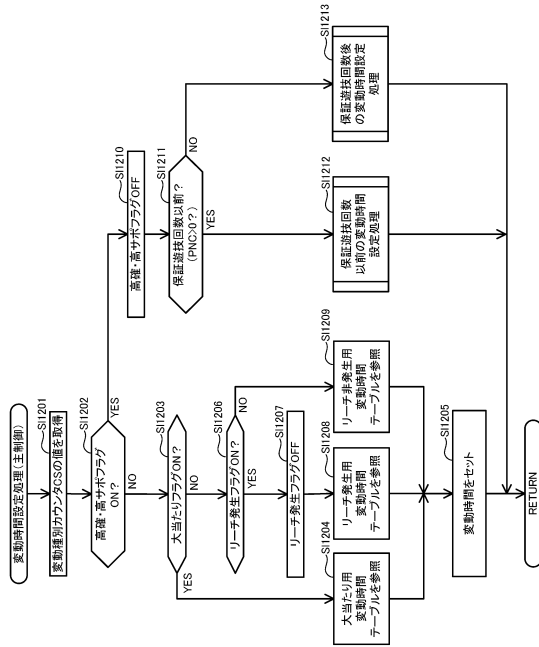 変動時間設定処理(主制御)
SI1201
変動種別カウンタCSの値を取得
SI1202
高確・高サポフラグ
ON?
YES
NO
SI1203
大当たりフラグON?
YES
NO
SI1206
リーチ発生フラグON?
NO
YES
SI1207
リーチ発生フラグOFF
SI1204
大当たり用
変動時間
テーブルを参照
SI1208
リーチ発生用
変動時間
テーブルを参照
SI1209
リーチ非発生用
変動時間
テーブルを参照
SI1205
変動時間をセット
SI1210
高確・高サポフラグOFF
SI1211
保証遊技回数以前?
(PNC>0?)
NO
YES
SI1212
保証遊技回数
以前の変動時間
設定処理
SI1213
保証遊技回数後
の変動時間設定
処理
RETURN